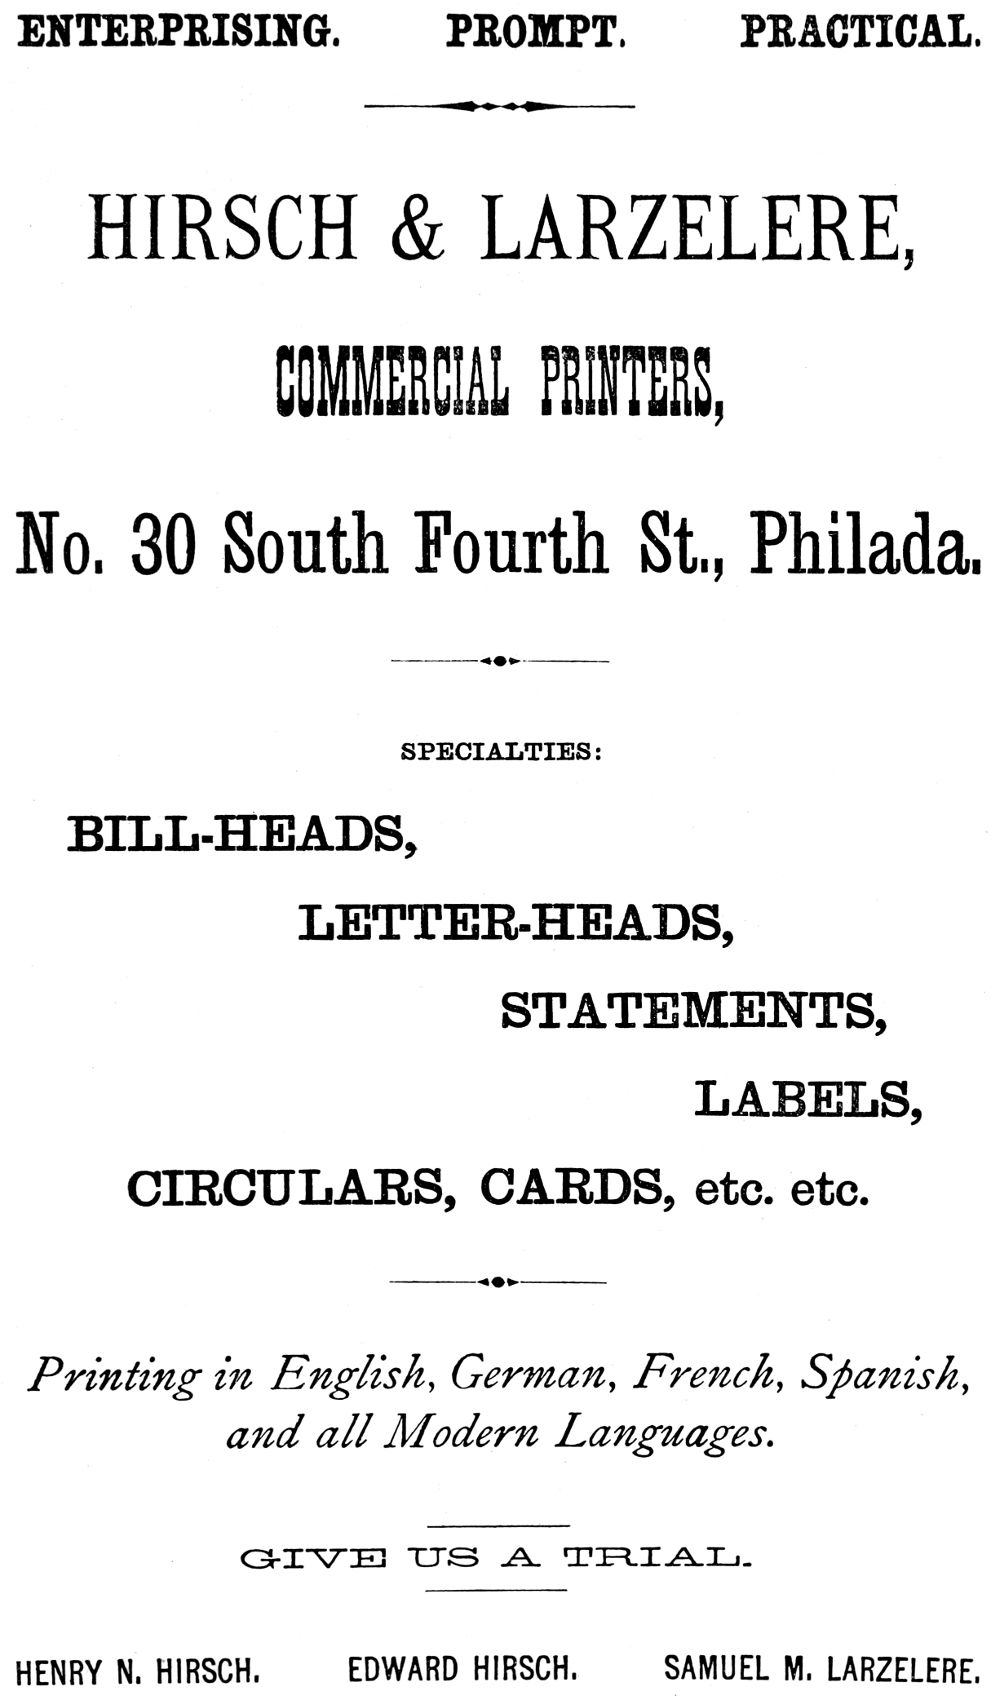 ENTERPRISING. PROMPT. PRACTICAL.
HIRSCH & LARZELERE,
COMMERCIAL PRINTERS,
No. 30 South Fourth St., Philada.
SPECIALTIES:
BILL-HEADS,
LETTER-HEADS,
STATEMENTS,
LABELS,
CIRCULARS, CARDS, etc. etc.
Printing in English, German, French, Spanish,
and all Modern Languages.
GIVE US A TRIAL.
HENRY N. HIRSCH. EDWARD HIRSCH. SAMUEL M. LARZELERE.